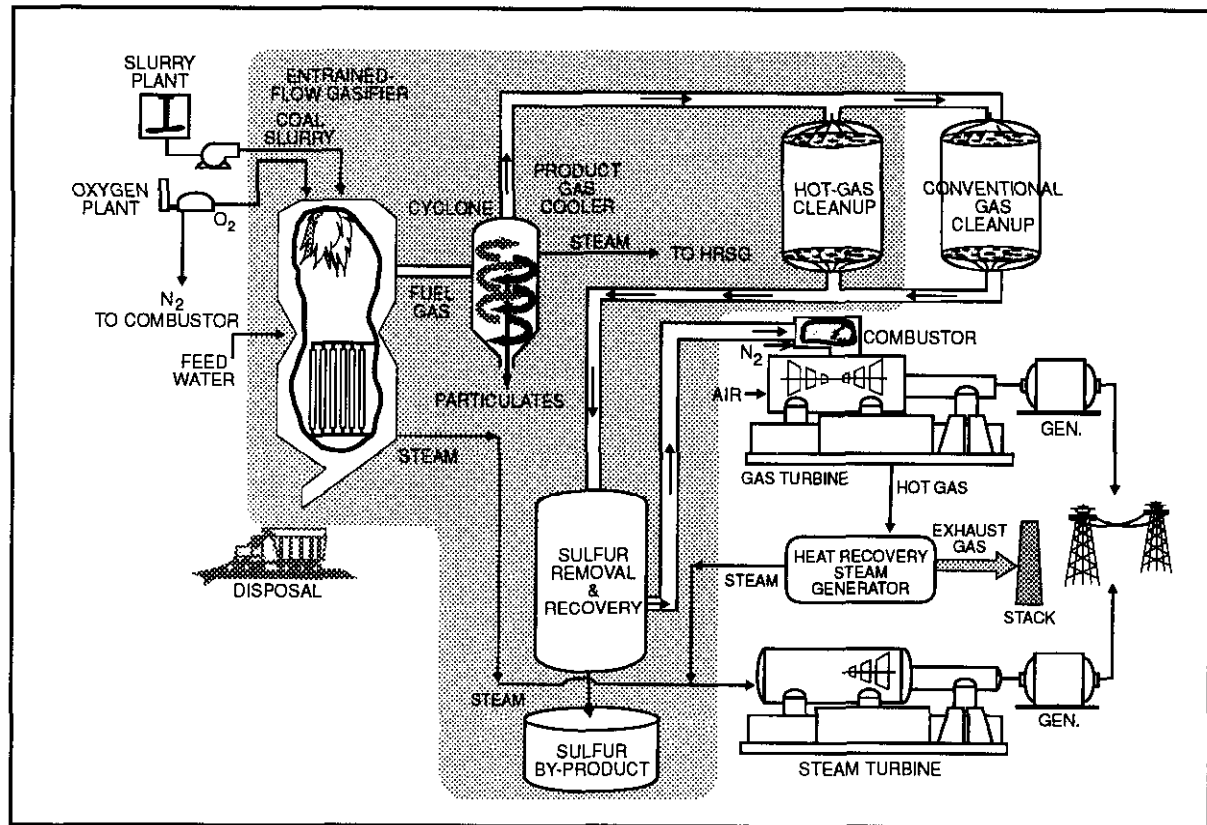 SLURRY
PLANT
ENTRAINED-
FLOW GASIFIER
COAL
SLURRY
OXYGEN
PLANT
O2
N2
TO COMBUSTOR
FEED
WATER
CYCLONE
PRODUCT
GAS
COOLER
STEAM
TO HRSG
FUEL
GAS
PARTICULATES
STEAM
HOT-GAS
CLEANUP
CONVENTIONAL
GAS
CLEANUP
COMBUSTOR
N2
AIR
GEN.
GAS TURBINE
HOT GAS
DISPOSAL
SULFUR
REMOVAL
&
RECOVERY
STEAM
HEAT RECOVERY
STEAM
GENERATOR
EXHAUST
GAS
STACK
STEAM
SULFUR
BY-PRODUCT
GEN.
STEAM TURBINE